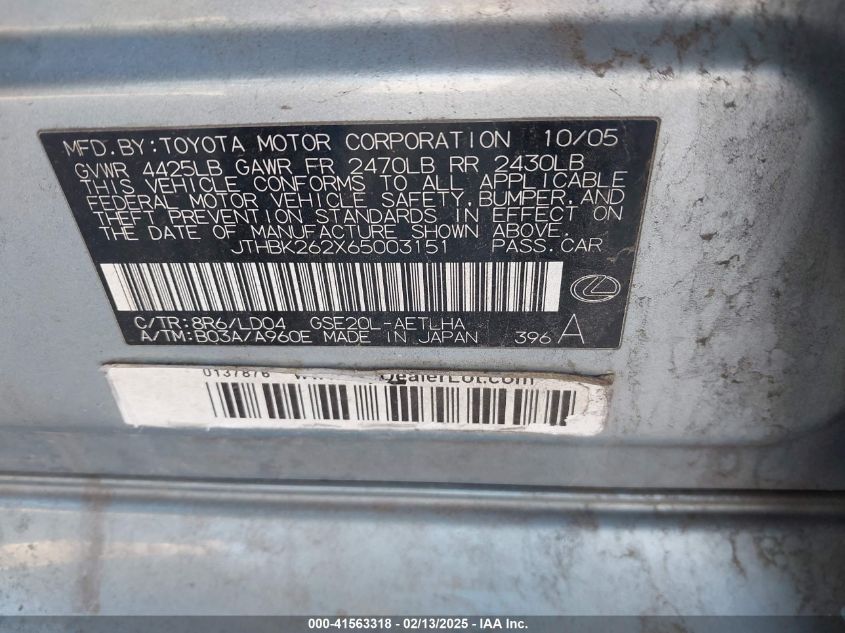 MFD.BY:TOYOTA MOTOR CORPORATION 10/05
GVWR 4425LB GAWR FR 2470LB RR 2430LB
THIS VEHICLE CONFORMS TO ALL APPLICABLE
FEDERAL MOTOR VEHICLE SAFETY,BUMPER,AND
THEFT PREVENTION STANDARDS IN EFFECT ON
THE DATE OF MANUFACTURE SHOWN ABOVE.
JTHBK262X65003151 PASS.CAR
C/TR:8R6/LD04 GSE20L-AETLHA
A/TM:B03A/A960E MADE IN JAPAN 396 A
0137876 DealerLot.com
000-41563318 - 02/13/2025 - IAA Inc.